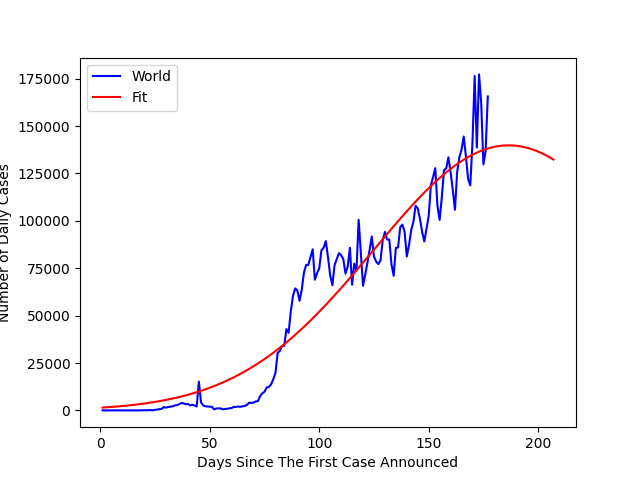 World
Fit
175000
150000
125000
100000
75000
50000
25000
0
0 50 100 150 200
Number of Daily Cases
Days Since The First Case Announced